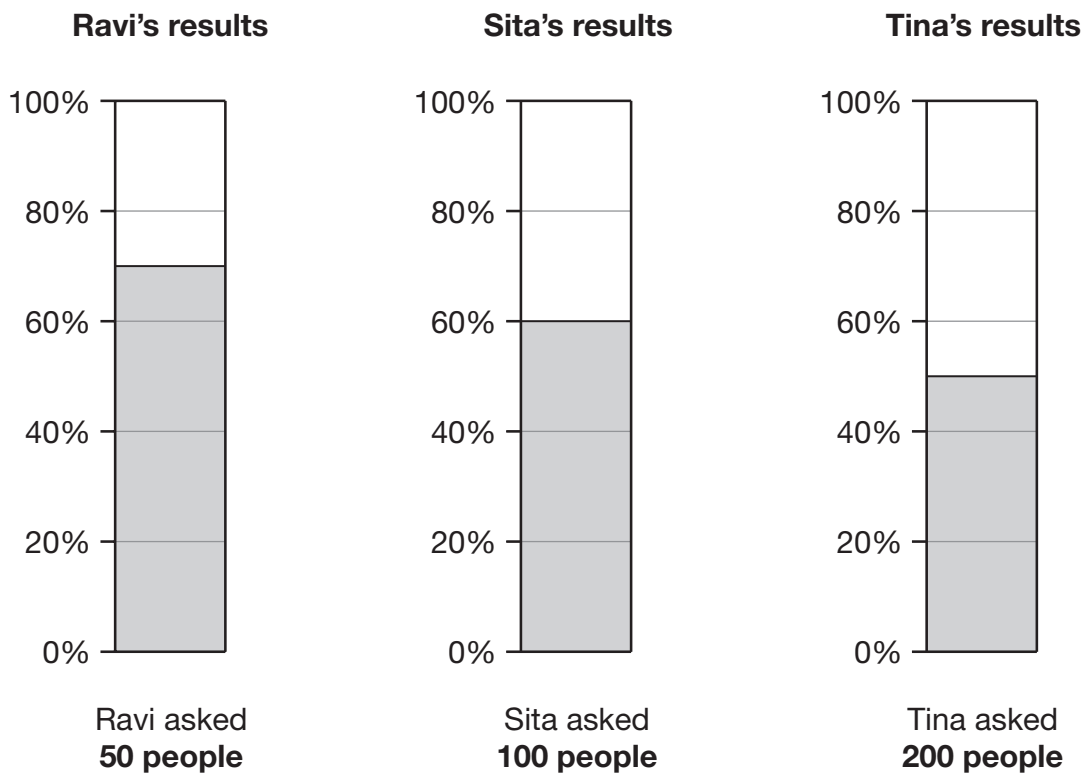 Ravi’s results
100%
80%
60%
40%
20%
0%
Ravi asked
50 people
Sita’s results
100%
80%
60%
40%
20%
0%
Sita asked
100 people
Tina’s results
100%
80%
60%
40%
20%
0%
Tina asked
200 people